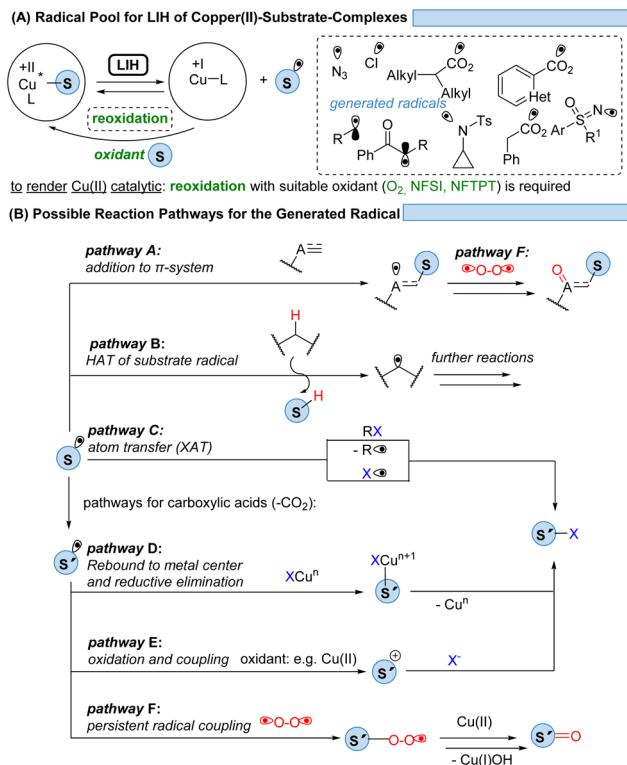 (A) Radical Pool for LIH of Copper(II)-Substrate-Complexes
+II
Cu * S
L
LIH
reoxidation
oxidant S
+I
Cu—L
+ S
N3
Cl
Alkyl CO2
Alkyl
Het CO2
generated radicals
R
Ph O R
N Ts
CO2
Ph
O N
Ar S R1
to render Cu(II) catalytic: reoxidation with suitable oxidant (O2, NFSI, NFTPT) is required
(B) Possible Reaction Pathways for the Generated Radical
pathway A:
addition to π-system
A
A S
pathway F:
O-O
O
A S
pathway B:
HAT of substrate radical
H
H
S
further reactions
pathway C:
atom transfer (XAT)
S
RX
- R
X
pathways for carboxylic acids (-CO2):
S′—X
S′
pathway D:
Rebound to metal center
and reductive elimination
XCuⁿ
XCuⁿ⁺¹
S′
- Cuⁿ
pathway E:
oxidation and coupling
oxidant: e.g. Cu(II)
S′ ⊕
X-
pathway F:
persistent radical coupling
O-O
S′—O-O
Cu(II)
- Cu(I)OH
S′=O